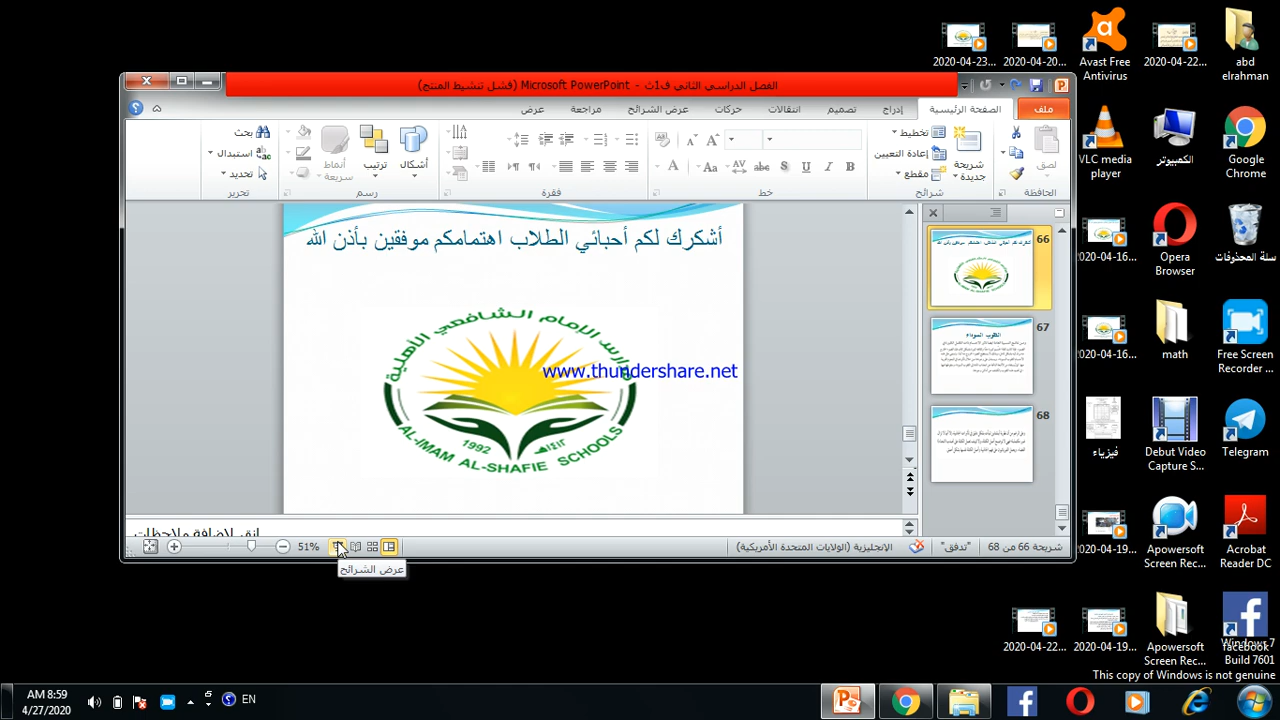 الفصل الدراسي الثاني ف1ث - Microsoft PowerPoint (فشل تنشيط المنتج)
ملف
الصفحة الرئيسية
إدراج
تصميم
انتقالات
حركات
عرض الشرائح
مراجعة
عرض
لصق
الحافظة
شريحة جديدة
تخطيط
إعادة التعيين
مقطع
شرائح
خط
فقرة
أشكال
ترتيب
أنماط سريعة
رسم
بحث
استبدال
تحديد
تحرير
أشكرك لكم أحبائي الطلاب اهتمامكم موفقين بأذن الله
مدارس الإمام الشافعي الأهلية
www.thundershare.net
1992
١٤١٢هـ
AL-IMAM AL-SHAFIE SCHOOLS
66
67
الثقوب السوداء
68
انقر لإضافة ملاحظات
شريحة 66 من 68
"تدفق"
الإنجليزية (الولايات المتحدة الأمريكية)
51%
عرض الشرائح
2020-04-23...
2020-04-20...
Avast Free Antivirus
2020-04-22...
abd elrahman
VLC media player
الكمبيوتر
Google Chrome
2020-04-16...
Opera Browser
سلة المحذوفات
2020-04-16...
math
Free Screen Recorder ...
فيزياء
Debut Video Capture S...
Telegram
2020-04-19...
Apowersoft Screen Rec...
Acrobat Reader DC
2020-04-22...
2020-04-19...
Apowersoft Screen Rec...
facebook
Windows 7
Build 7601
This copy of Windows is not genuine
AM 8:59
4/27/2020
EN